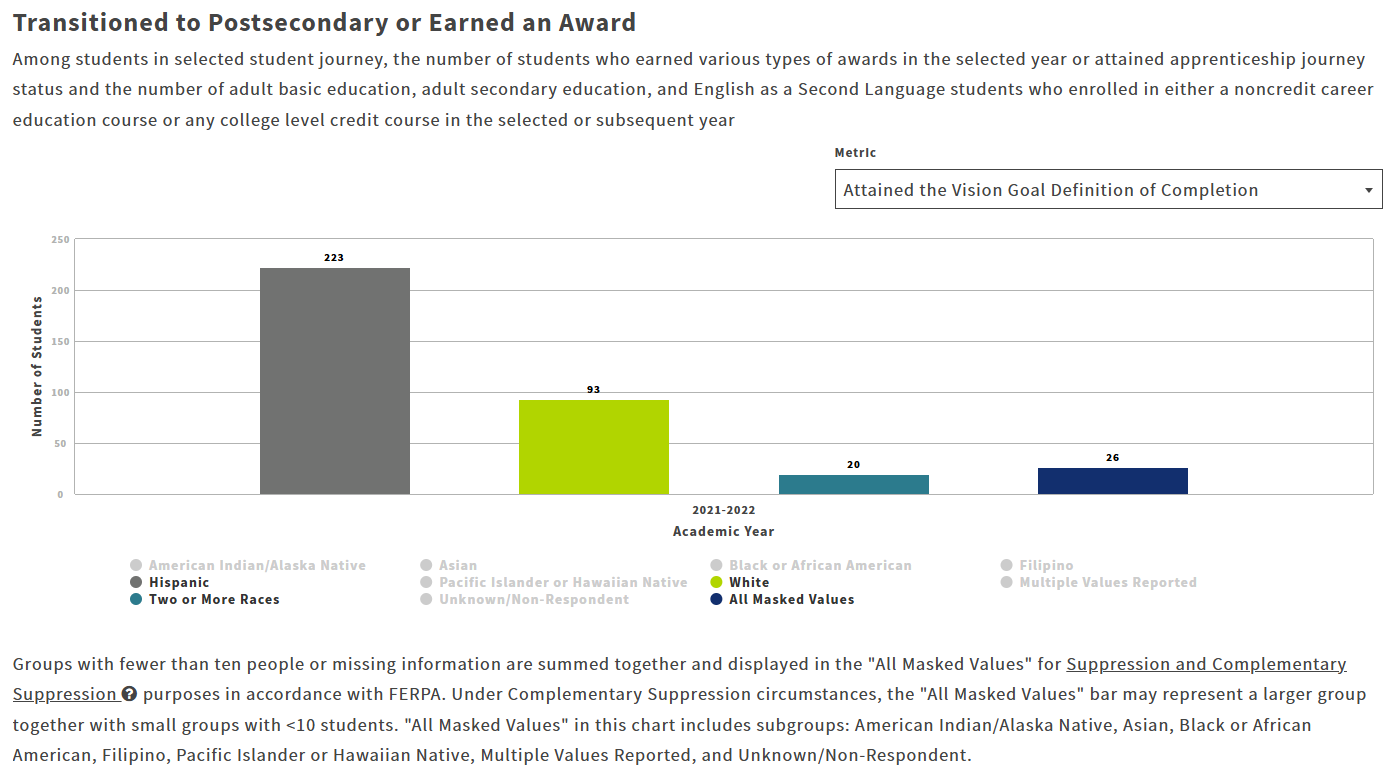 Transitioned to Postsecondary or Earned an Award
Among students in selected student journey, the number of students who earned various types of awards in the selected year or attained apprenticeship journey
status and the number of adult basic education, adult secondary education, and English as a Second Language students who enrolled in either a noncredit career
education course or any college level credit course in the selected or subsequent year
Metric
Attained the Vision Goal Definition of Completion
Number of Students
250
200
150
100
50
0
223
93
20
26
2021-2022
Academic Year
American Indian/Alaska Native
Asian
Black or African American
Filipino
Hispanic
Pacific Islander or Hawaiian Native
White
Multiple Values Reported
Two or More Races
Unknown/Non-Respondent
All Masked Values
Groups with fewer than ten people or missing information are summed together and displayed in the "All Masked Values" for Suppression and Complementary
Suppression ? purposes in accordance with FERPA. Under Complementary Suppression circumstances, the "All Masked Values" bar may represent a larger group
together with small groups with <10 students. "All Masked Values" in this chart includes subgroups: American Indian/Alaska Native, Asian, Black or African
American, Filipino, Pacific Islander or Hawaiian Native, Multiple Values Reported, and Unknown/Non-Respondent.